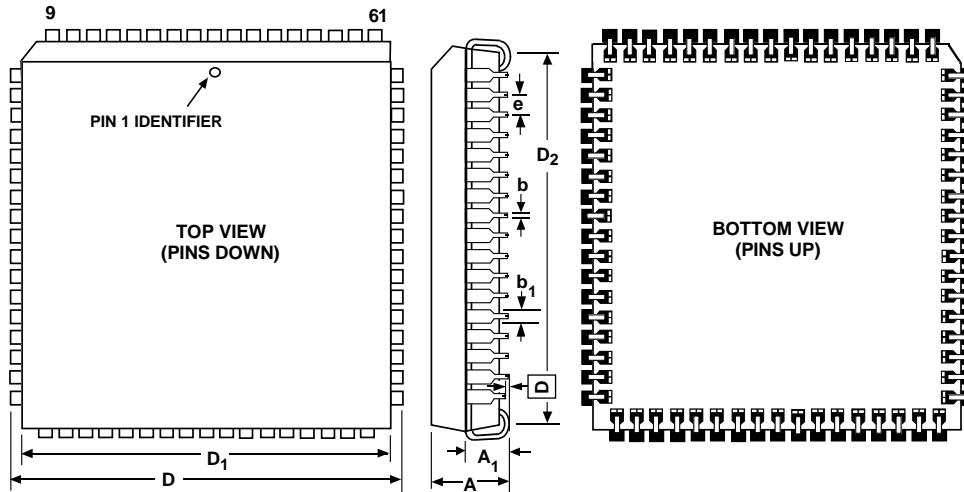 9
61
PIN 1 IDENTIFIER
TOP VIEW
(PINS DOWN)
D1
D
e
D2
b
b1
D
A1
A
BOTTOM VIEW
(PINS UP)